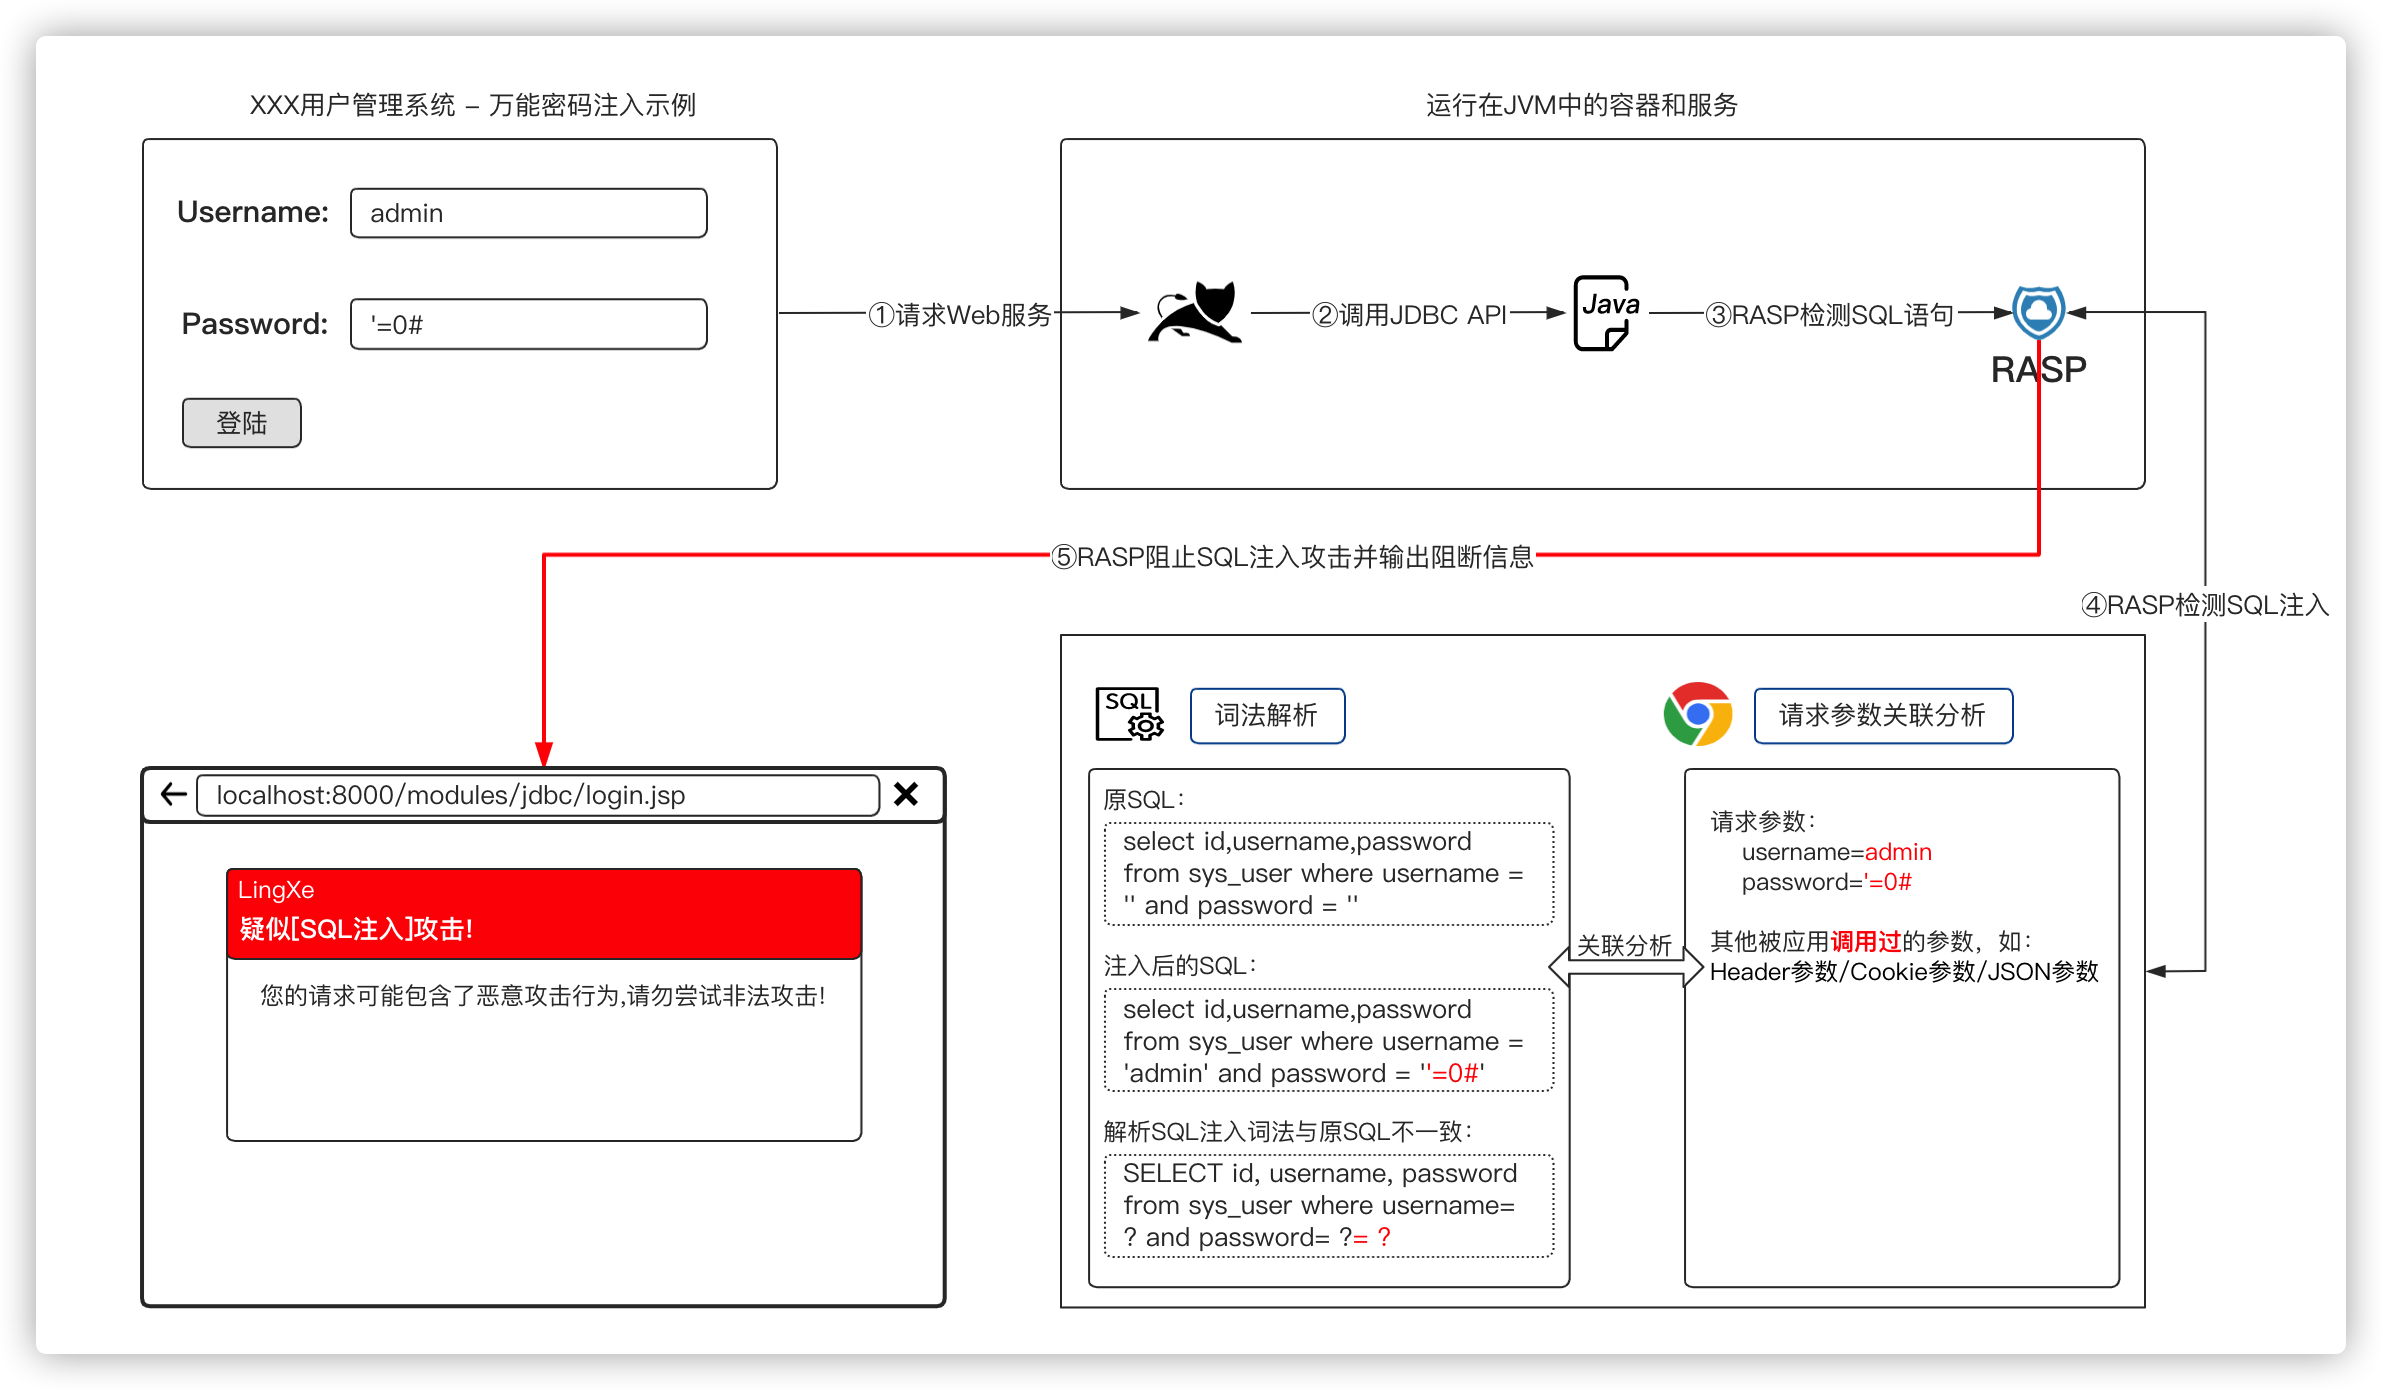 XXX用户管理系统 – 万能密码注入示例
Username:
admin
Password:
'=0#
登陆
①请求Web服务
运行在JVM中的容器和服务
②调用JDBC API
Java
③RASP检测SQL语句
RASP
④RASP检测SQL注入
⑤RASP阻止SQL注入攻击并输出阻断信息
localhost:8000/modules/jdbc/login.jsp
LingXe
疑似[SQL注入]攻击!
您的请求可能包含了恶意攻击行为,请勿尝试非法攻击!
SQL
词法解析
原SQL：
select id,username,password
from sys_user where username =
'' and password = ''
注入后的SQL：
select id,username,password
from sys_user where username =
'admin' and password = ''=0#'
解析SQL注入词法与原SQL不一致：
SELECT id, username, password
from sys_user where username=
? and password= ?= ?
关联分析
请求参数关联分析
请求参数：
username=admin
password='=0#
其他被应用调用过的参数，如：
Header参数/Cookie参数/JSON参数